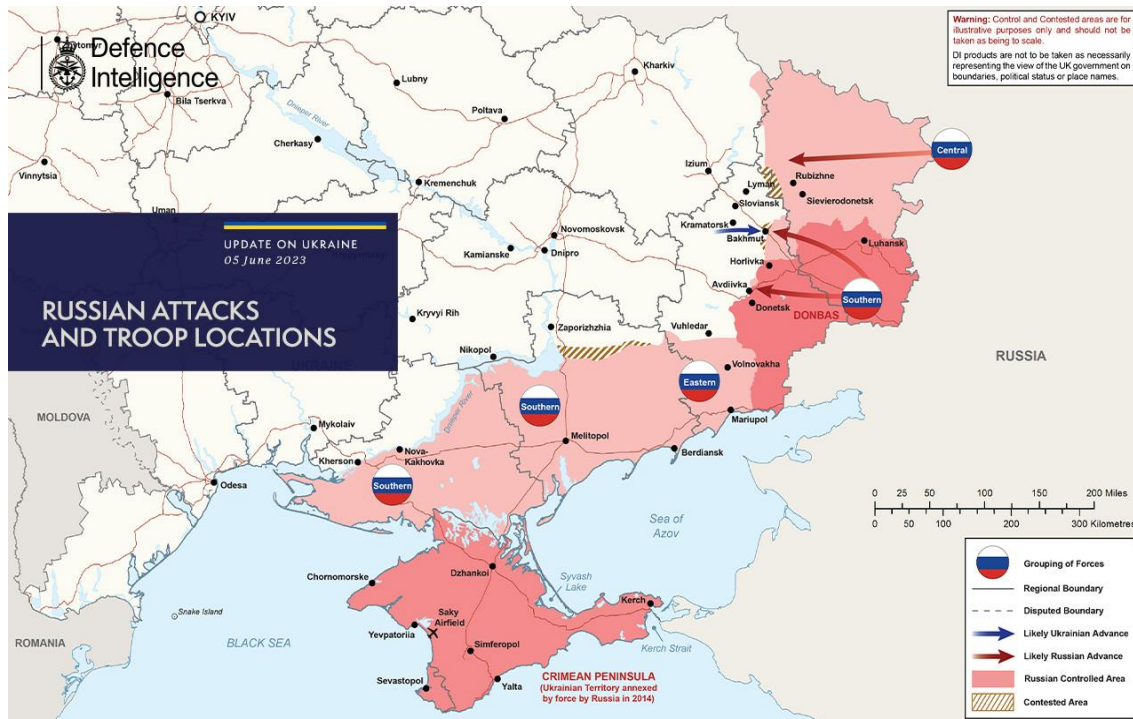 KYIV
Zhytomyr
Defence
Intelligence
Warning: Control and Contested areas are for
illustrative purposes only and should not be
taken as being to scale.
DI products are not to be taken as necessarily
representing the view of the UK government on
boundaries, political status or place names.
Kharkiv
Lubny
Bila Tserkva
Poltava
Dnieper River
Cherkasy
Central
Vinnytsia
Izium
Kremenchuk
Lyman
Rubizhne
Sloviansk
Sievierodonetsk
Uman
Kramatorsk
UPDATE ON UKRAINE
05 June 2023
Novomoskovsk
Bakhmut
Kamianske
Dnipro
Luhansk
Horlivka
Avdiivka
Southern
RUSSIAN ATTACKS
AND TROOP LOCATIONS
Donetsk
DONBAS
Kryvyi Rih
Zaporizhzhia
Vuhledar
Nikopol
RUSSIA
Volnovakha
Eastern
MOLDOVA
Southern
Dnieper River
Mariupol
Mykolaiv
Melitopol
Nova-
Kakhovka
Berdiansk
Kherson
Odesa
Southern
0 25 50 100 150 200 Miles
0 50 100 200 300 Kilometres
Sea of
Azov
Grouping of Forces
Dzhankoi
Chornomorske
Syvash
Lake
Regional Boundary
Kerch
Snake Island
Saky
Airfield
Disputed Boundary
Yevpatoriia
Likely Ukrainian Advance
ROMANIA
BLACK SEA
Simferopol
Kerch Strait
Likely Russian Advance
CRIMEAN PENINSULA
(Ukrainian Territory annexed
by force by Russia in 2014)
Russian Controlled Area
Sevastopol
Yalta
Contested Area